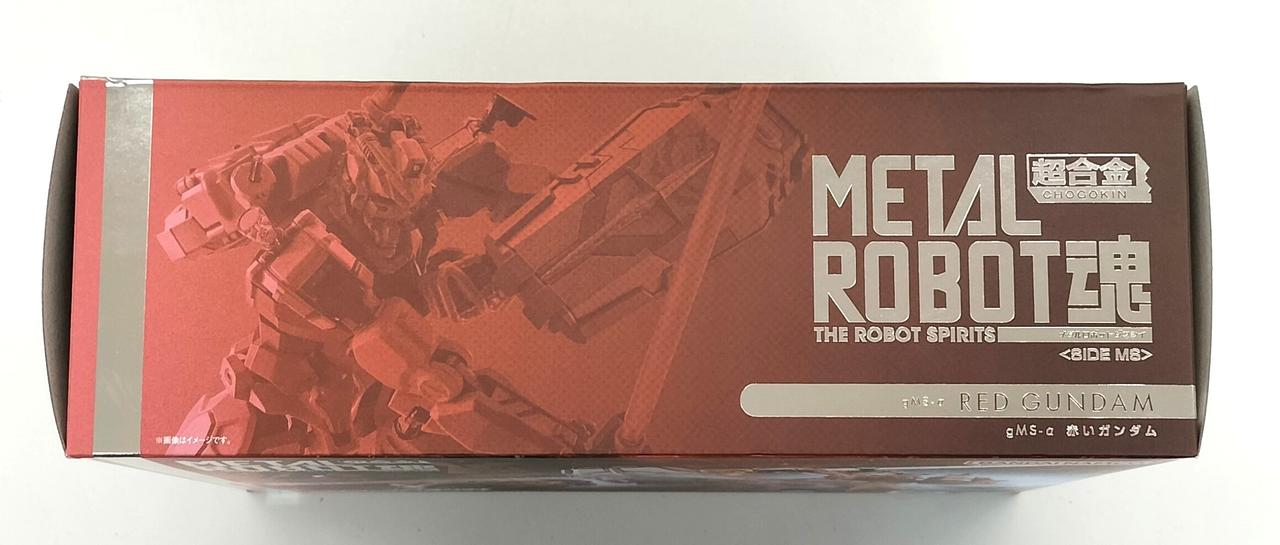 METAL
超合金
CHOGOKIN
ROBOT魂
THE ROBOT SPIRITS
<SIDE MS>
gMS-α RED GUNDAM
gMS-α 赤いガンダム
※画像はイメージです。